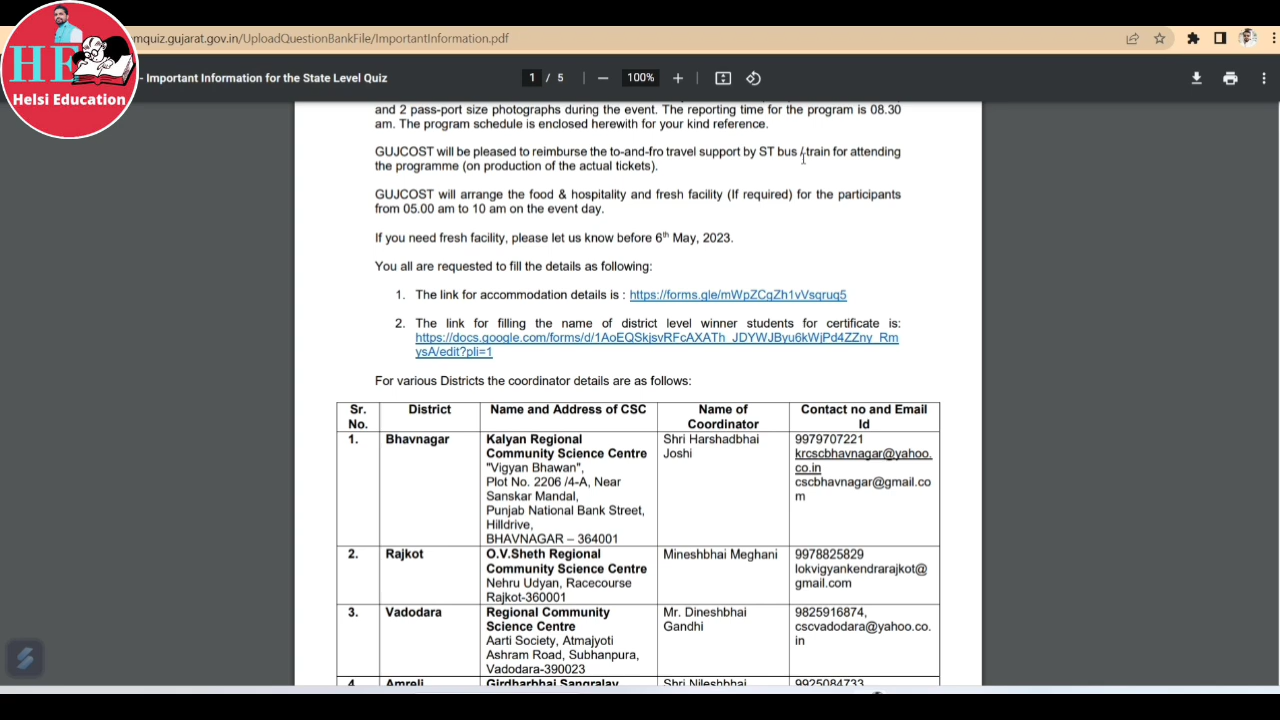 HE
Helsi Education
mquiz.gujarat.gov.in/UploadQuestionBankFile/ImportantInformation.pdf
- Important Information for the State Level Quiz
1 / 5
100%
and 2 pass-port size photographs during the event. The reporting time for the program is 08.30
am. The program schedule is enclosed herewith for your kind reference.
GUJCOST will be pleased to reimburse the to-and-fro travel support by ST bus / train for attending
the programme (on production of the actual tickets).
GUJCOST will arrange the food & hospitality and fresh facility (If required) for the participants
from 05.00 am to 10 am on the event day.
If you need fresh facility, please let us know before 6th May, 2023.
You all are requested to fill the details as following:
1. The link for accommodation details is : https://forms.gle/mWpZCgZh1vVsqruq5
2. The link for filling the name of district level winner students for certificate is:
https://docs.google.com/forms/d/1AoEQSkjsvRFcAXATh_JDYWJByu6kWjPd4ZZny_Rm
ysA/edit?pli=1
For various Districts the coordinator details are as follows:
Sr. No.
District
Name and Address of CSC
Name of Coordinator
Contact no and Email Id
1.
Bhavnagar
Kalyan Regional
Community Science Centre
"Vigyan Bhawan",
Plot No. 2206 /4-A, Near
Sanskar Mandal,
Punjab National Bank Street,
Hilldrive,
BHAVNAGAR – 364001
Shri Harshadbhai
Joshi
9979707221
krcscbhavnagar@yahoo.
co.in
cscbhavnagar@gmail.co
m
2.
Rajkot
O.V.Sheth Regional
Community Science Centre
Nehru Udyan, Racecourse
Rajkot-360001
Mineshbhai Meghani
9978825829
lokvigyankendrarajkot@
gmail.com
3.
Vadodara
Regional Community
Science Centre
Aarti Society, Atmajyoti
Ashram Road, Subhanpura,
Vadodara-390023
Mr. Dineshbhai
Gandhi
9825916874,
cscvadodara@yahoo.co.
in
4.
Amreli
Girdharbhai Sangralay
Shri Nileshbhai
9925084733